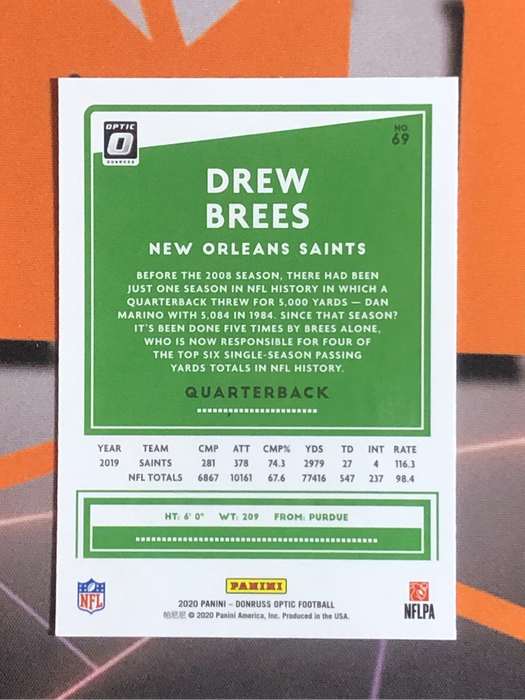 OPTIC
DONRUSS
NO.
69
DREW
BREES
NEW ORLEANS SAINTS
BEFORE THE 2008 SEASON, THERE HAD BEEN
JUST ONE SEASON IN NFL HISTORY IN WHICH A
QUARTERBACK THREW FOR 5,000 YARDS — DAN
MARINO WITH 5,084 IN 1984. SINCE THAT SEASON?
IT'S BEEN DONE FIVE TIMES BY BREES ALONE,
WHO IS NOW RESPONSIBLE FOR FOUR OF
THE TOP SIX SINGLE-SEASON PASSING
YARDS TOTALS IN NFL HISTORY.
QUARTERBACK
YEAR TEAM CMP ATT CMP% YDS TD INT RATE
2019 SAINTS 281 378 74.3 2979 27 4 116.3
NFL TOTALS 6867 10161 67.6 77416 547 237 98.4
HT: 6' 0" WT: 209 FROM: PURDUE
NFL
PANINI
NFLPA
2020 PANINI – DONRUSS OPTIC FOOTBALL
帕尼尼 © 2020 Panini America, Inc. Produced in the USA.